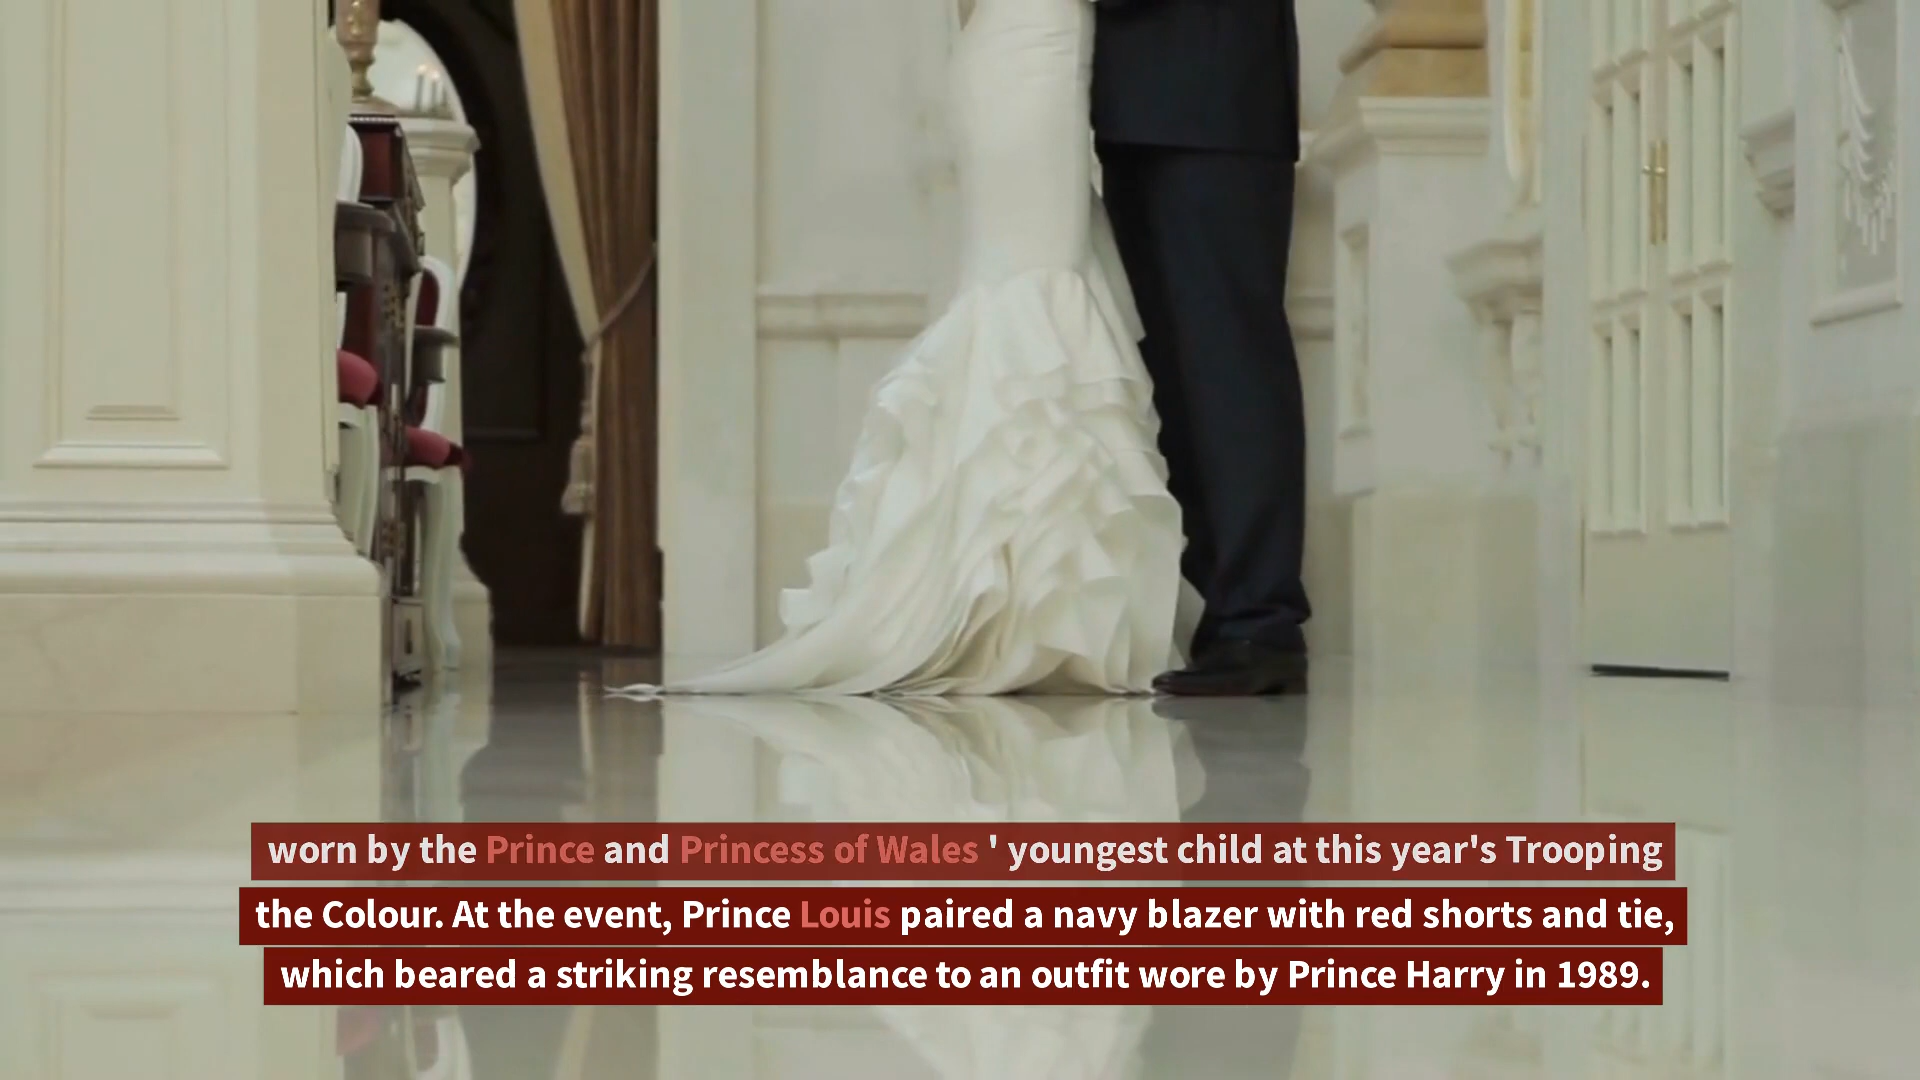 worn by the Prince and Princess of Wales ' youngest child at this year's Trooping
the Colour. At the event, Prince Louis paired a navy blazer with red shorts and tie,
which beared a striking resemblance to an outfit wore by Prince Harry in 1989.